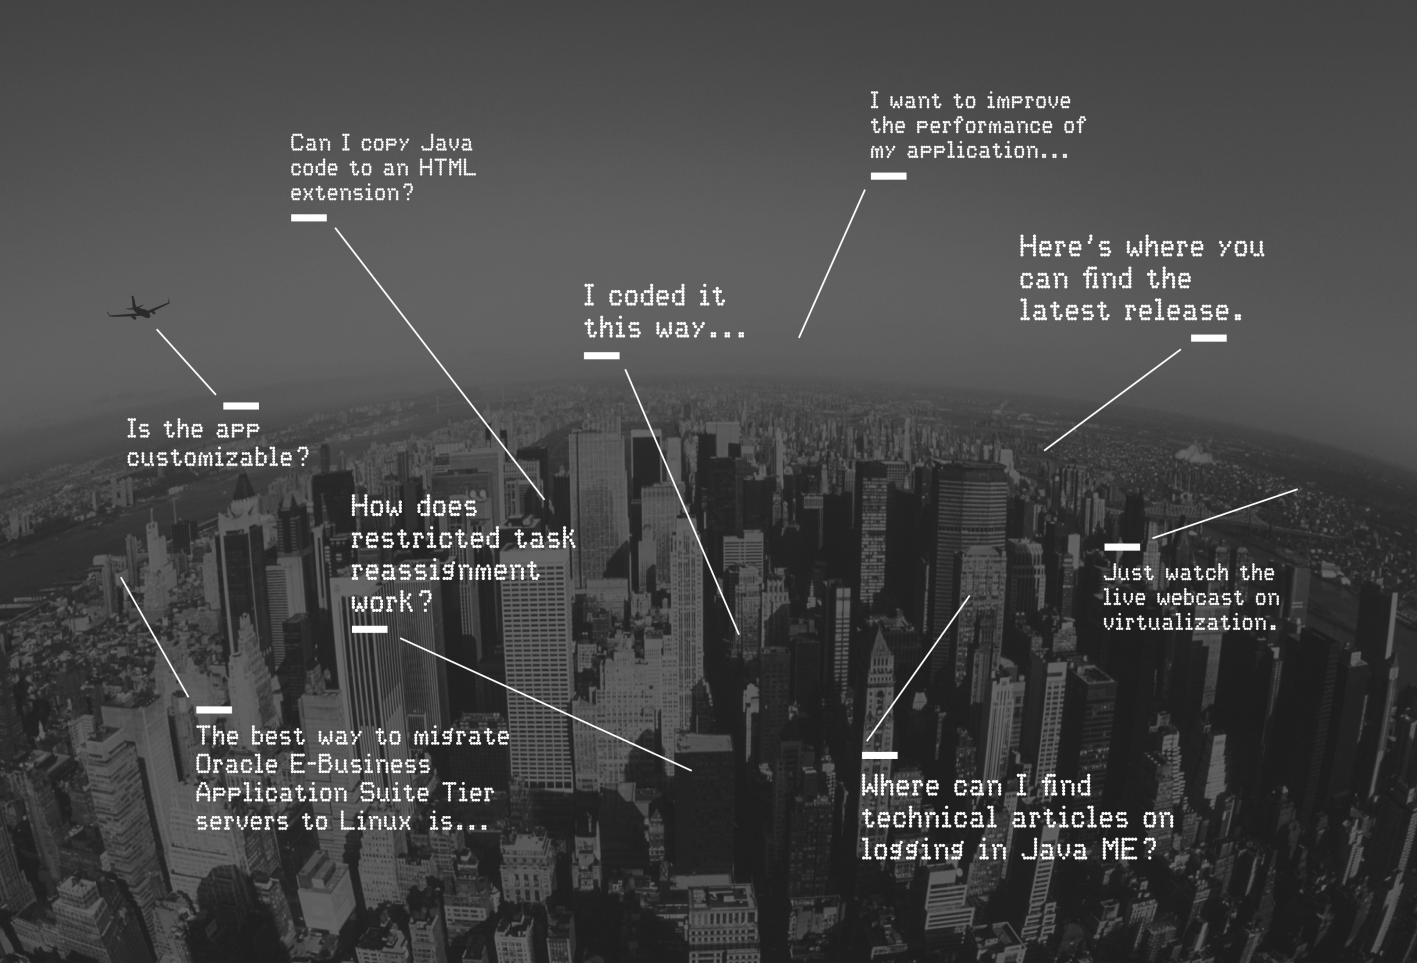 I want to improve
the performance of
my application...
Can I copy Java
code to an HTML
extension?
Here's where you
can find the
latest release.
I coded it
this way...
Is the app
customizable?
How does
restricted task
reassignment
work?
Just watch the
live webcast on
virtualization.
The best way to migrate
Oracle E-Business
Application Suite Tier
servers to Linux is...
Where can I find
technical articles on
logging in Java ME?